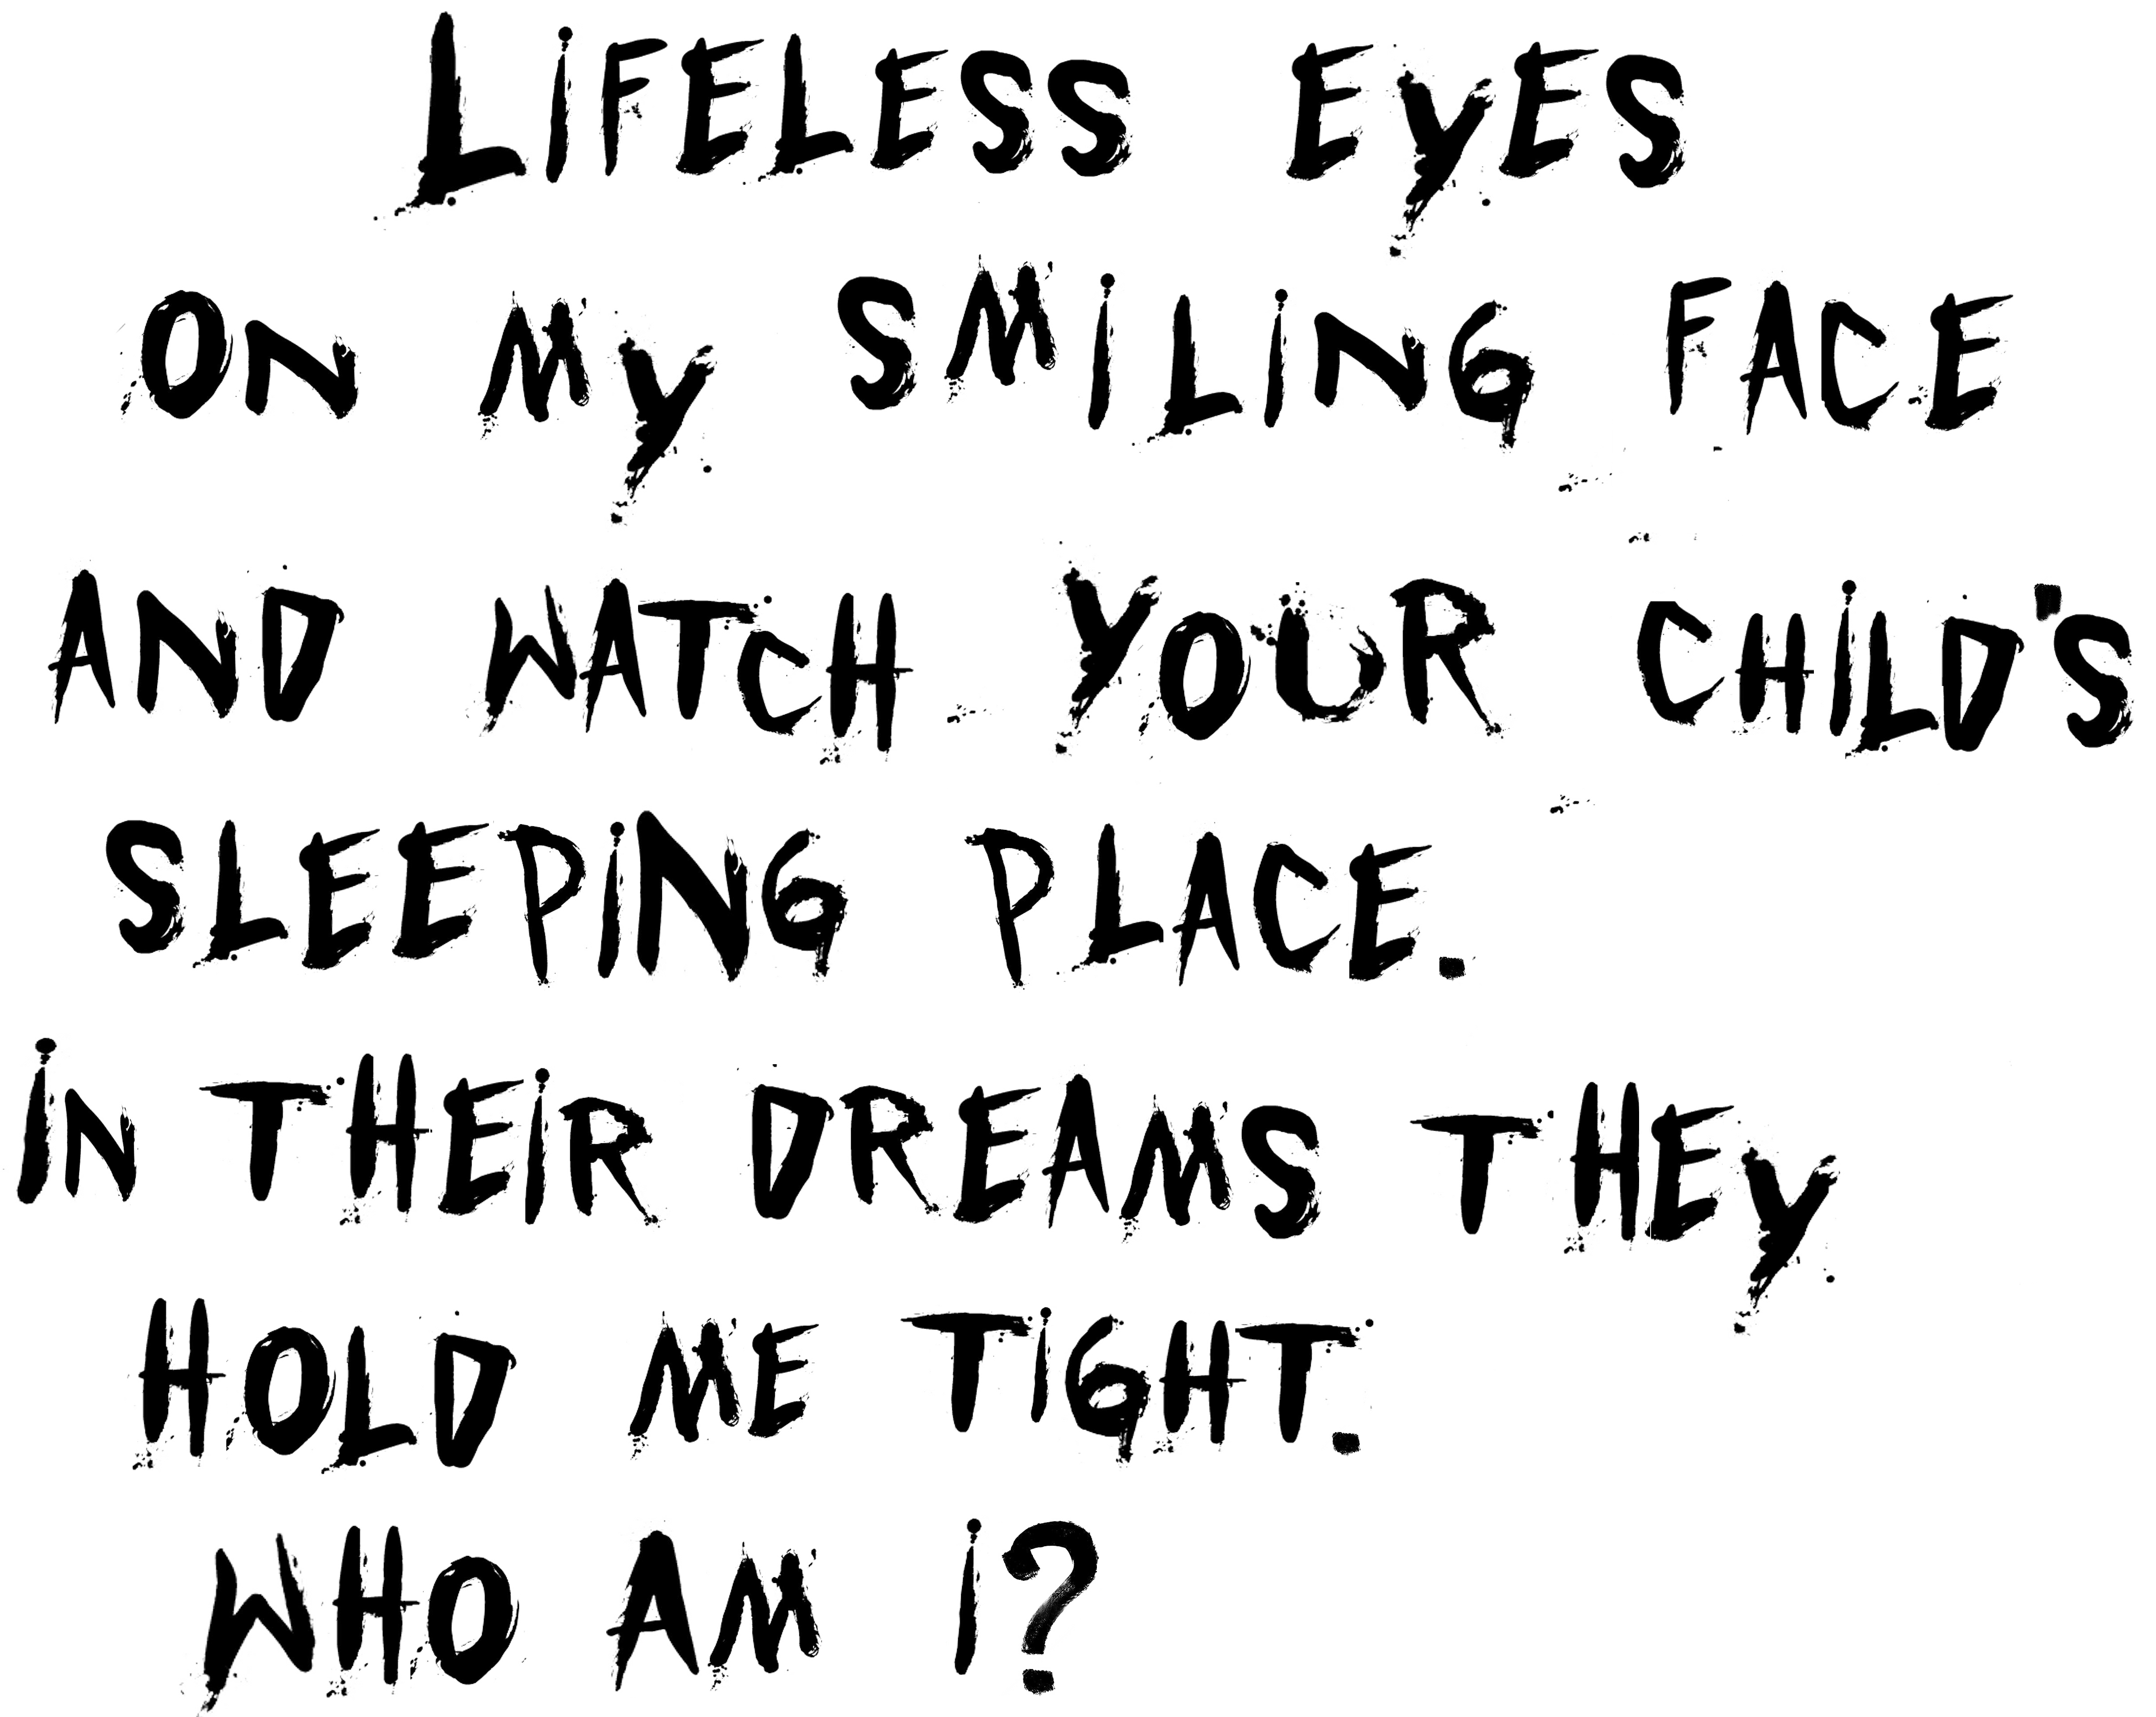 LiFELESS EyES
ON My SMiLiNG FACE
AND WATCH YOUR CHiLD'S
SLEEPiNG PLACE.
iN THEiR DREAMS THEy
HOLD ME TiGHT.
WHO AM i?